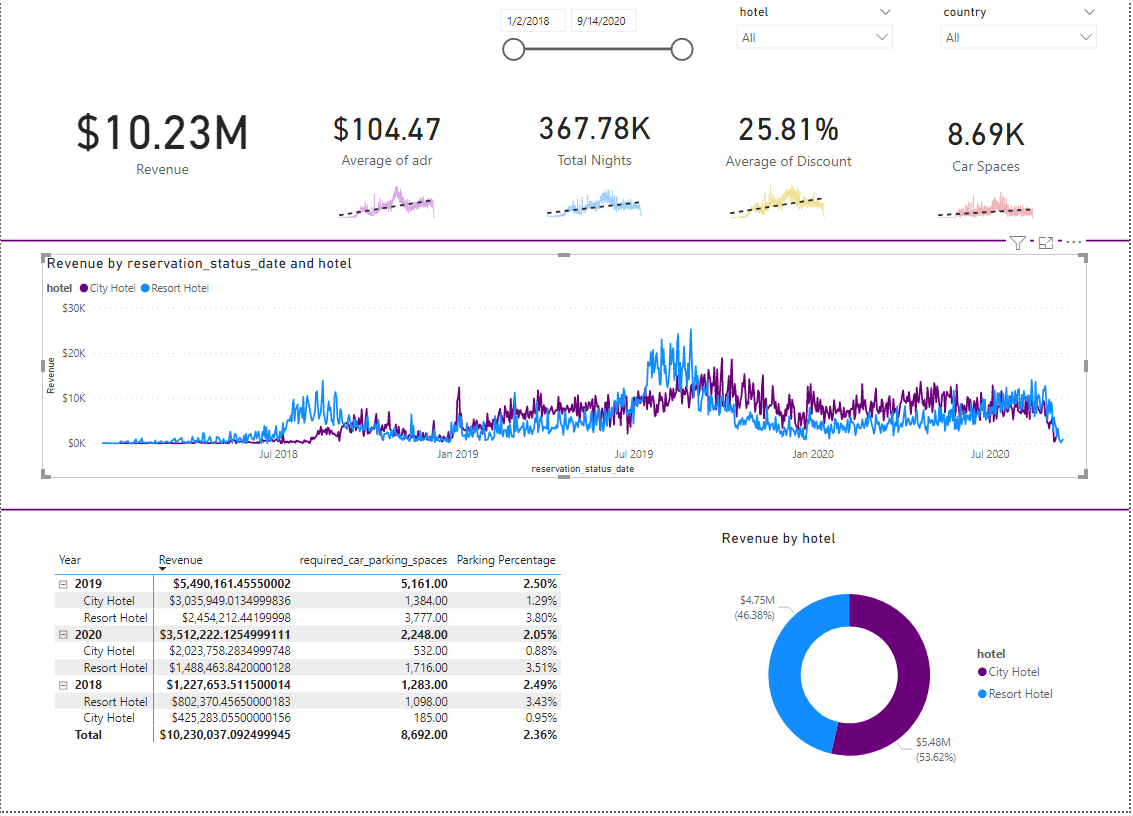 1/2/2018 9/14/2020
hotel
All
country
All
$10.23M
Revenue
$104.47
Average of adr
367.78K
Total Nights
25.81%
Average of Discount
8.69K
Car Spaces
Revenue by reservation_status_date and hotel
hotel City Hotel Resort Hotel
$30K
$20K
$10K
$0K
Revenue
Jul 2018 Jan 2019 Jul 2019 Jan 2020 Jul 2020
reservation_status_date
Year Revenue required_car_parking_spaces Parking Percentage
2019 $5,490,161.45550002 5,161.00 2.50%
City Hotel $3,035,949.0134999836 1,384.00 1.29%
Resort Hotel $2,454,212.44199998 3,777.00 3.80%
2020 $3,512,222.1254999111 2,248.00 2.05%
City Hotel $2,023,758.2834999748 532.00 0.88%
Resort Hotel $1,488,463.8420000128 1,716.00 3.51%
2018 $1,227,653.511500014 1,283.00 2.49%
Resort Hotel $802,370.45650000183 1,098.00 3.43%
City Hotel $425,283.05500000156 185.00 0.95%
Total $10,230,037.092499945 8,692.00 2.36%
Revenue by hotel
$4.75M
(46.38%)
$5.48M
(53.62%)
hotel
City Hotel
Resort Hotel